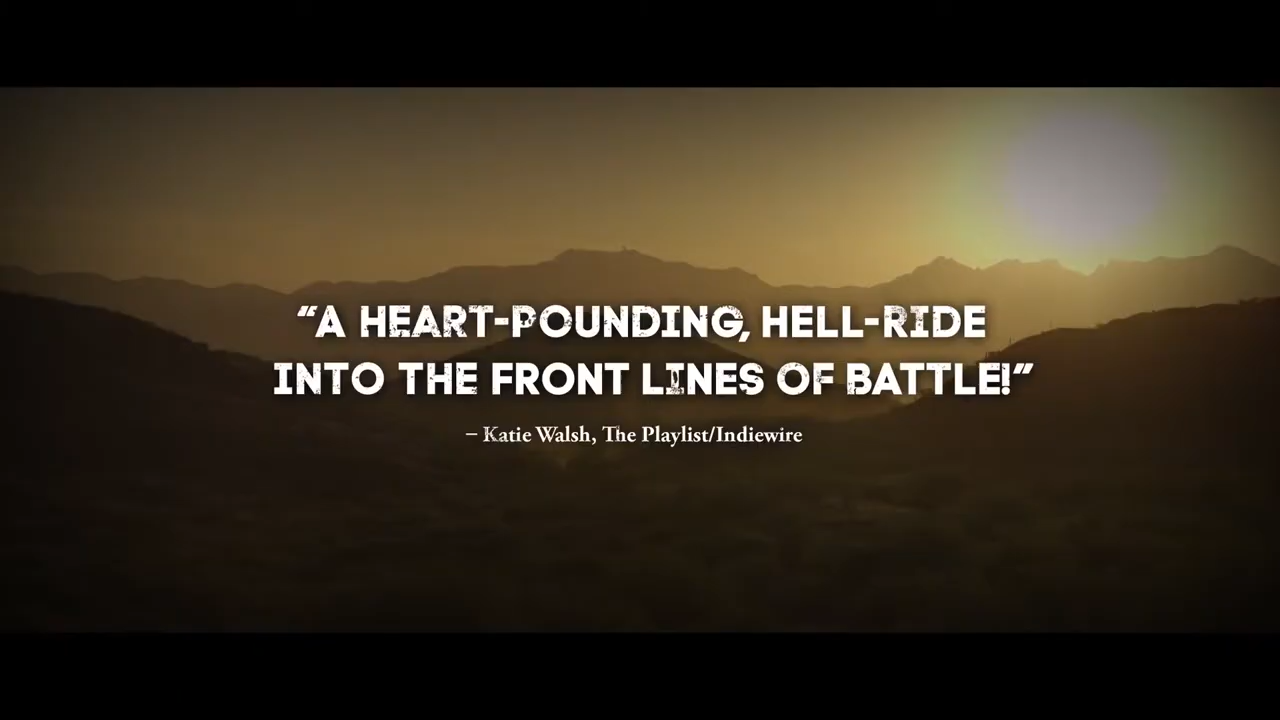 “A HEART-POUNDING, HELL-RIDE
INTO THE FRONT LINES OF BATTLE!”
– Katie Walsh, The Playlist/Indiewire